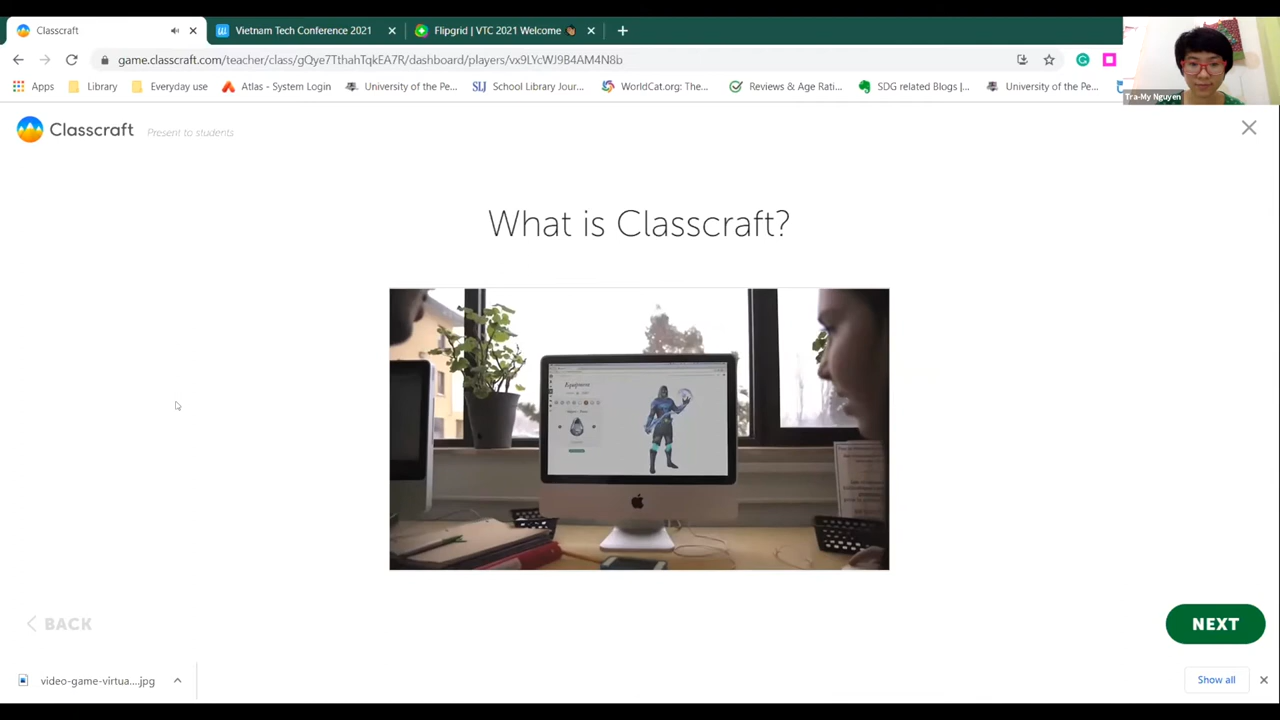 Classcraft
Vietnam Tech Conference 2021
Flipgrid | VTC 2021 Welcome
game.classcraft.com/teacher/class/gQye7TthahTqkEA7R/dashboard/players/vx9LYcWJ9B4AM4N8b
Apps
Library
Everyday use
Atlas - System Login
University of the Pe...
School Library Jour...
WorldCat.org: The...
Reviews & Age Rati...
SDG related Blogs |...
University of the Pe...
Tra-My Nguyen
Classcraft
Present to students
What is Classcraft?
Equipment
BACK
NEXT
video-game-virtua....jpg
Show all